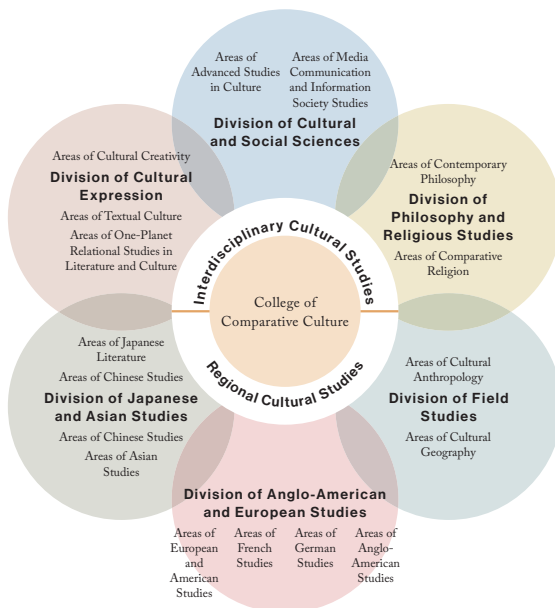 Areas of
Advanced Studies
in Culture
Areas of Media
Communication
and Information
Society Studies
Division of Cultural
and Social Sciences
Areas of Cultural Creativity
Division of Cultural
Expression
Areas of Textual Culture
Areas of One-Planet
Relational Studies in
Literature and Culture
Areas of Contemporary
Philosophy
Division of
Philosophy and
Religious Studies
Areas of Comparative
Religion
Interdisciplinary Cultural Studies
College of
Comparative Culture
Regional Cultural Studies
Areas of Japanese
Literature
Areas of Chinese Studies
Division of Japanese
and Asian Studies
Areas of Chinese Studies
Areas of Asian
Studies
Areas of Cultural
Anthropology
Division of Field
Studies
Areas of Cultural
Geography
Division of Anglo-American
and European Studies
Areas of
European
and
American
Studies
Areas of
French
Studies
Areas of
German
Studies
Areas of
Anglo-
American
Studies